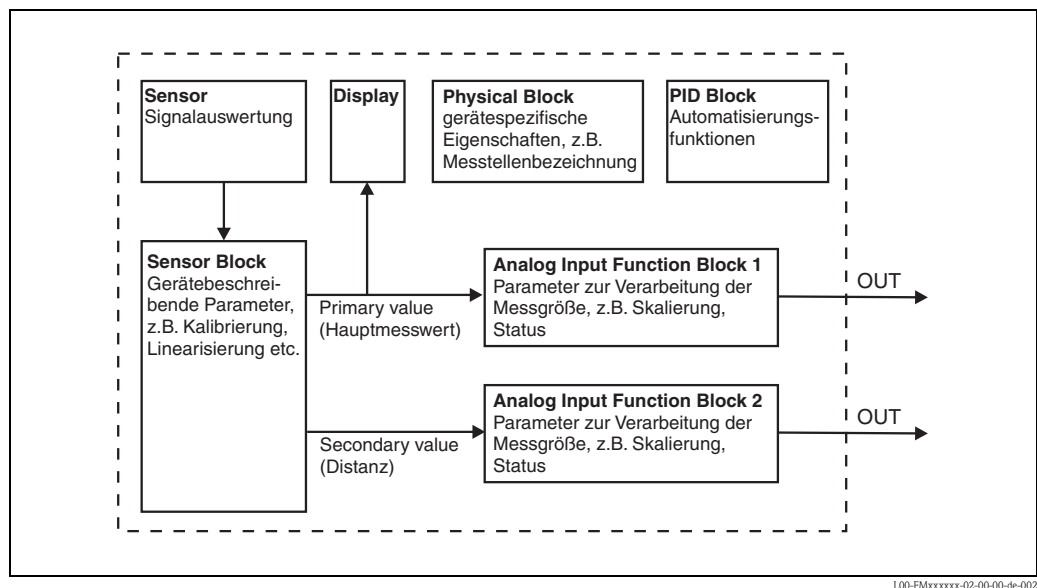 Sensor
Signalauswertung
Display
Physical Block
gerätespezifische
Eigenschaften, z.B.
Messtellenbezeichnung
PID Block
Automatisierungs-
funktionen
Sensor Block
Gerätebeschrei-
bende Parameter,
z.B. Kalibrierung,
Linearisierung etc.
Primary value
(Hauptmesswert)
Analog Input Function Block 1
Parameter zur Verarbeitung der
Messgröße, z.B. Skalierung,
Status
OUT
Secondary value
(Distanz)
Analog Input Function Block 2
Parameter zur Verarbeitung der
Messgröße, z.B. Skalierung,
Status
OUT
L00-FMxxxxxx-02-00-00-de-002